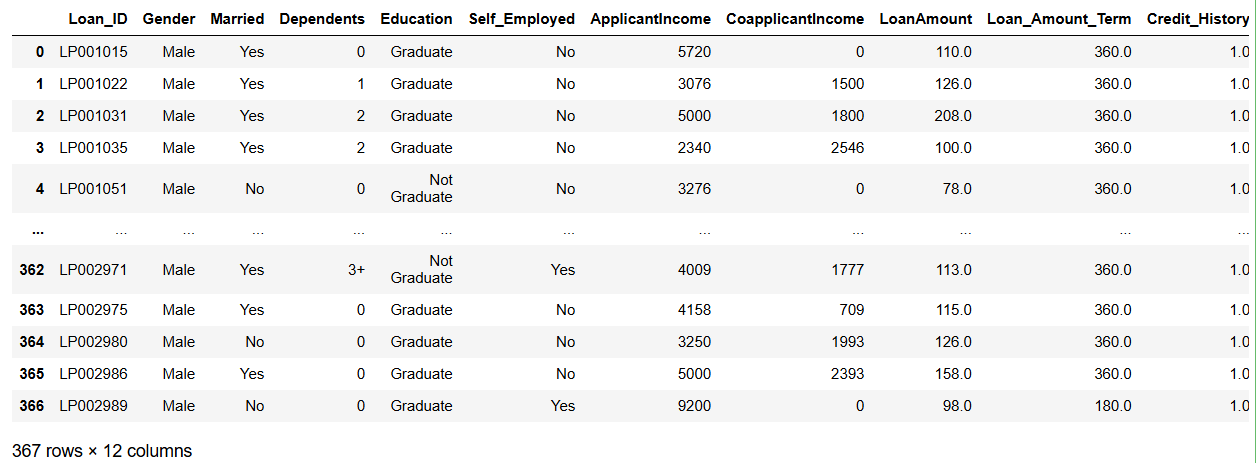 Loan_ID Gender Married Dependents Education Self_Employed ApplicantIncome CoapplicantIncome LoanAmount Loan_Amount_Term Credit_History
0 LP001015 Male Yes 0 Graduate No 5720 0 110.0 360.0 1.0
1 LP001022 Male Yes 1 Graduate No 3076 1500 126.0 360.0 1.0
2 LP001031 Male Yes 2 Graduate No 5000 1800 208.0 360.0 1.0
3 LP001035 Male Yes 2 Graduate No 2340 2546 100.0 360.0 1.0
4 LP001051 Male No 0 Not Graduate No 3276 0 78.0 360.0 1.0
... ... ... ... ... ... ... ... ... ... ... ...
362 LP002971 Male Yes 3+ Not Graduate Yes 4009 1777 113.0 360.0 1.0
363 LP002975 Male Yes 0 Graduate No 4158 709 115.0 360.0 1.0
364 LP002980 Male No 0 Graduate No 3250 1993 126.0 360.0 1.0
365 LP002986 Male Yes 0 Graduate No 5000 2393 158.0 360.0 1.0
366 LP002989 Male No 0 Graduate Yes 9200 0 98.0 180.0 1.0
367 rows × 12 columns